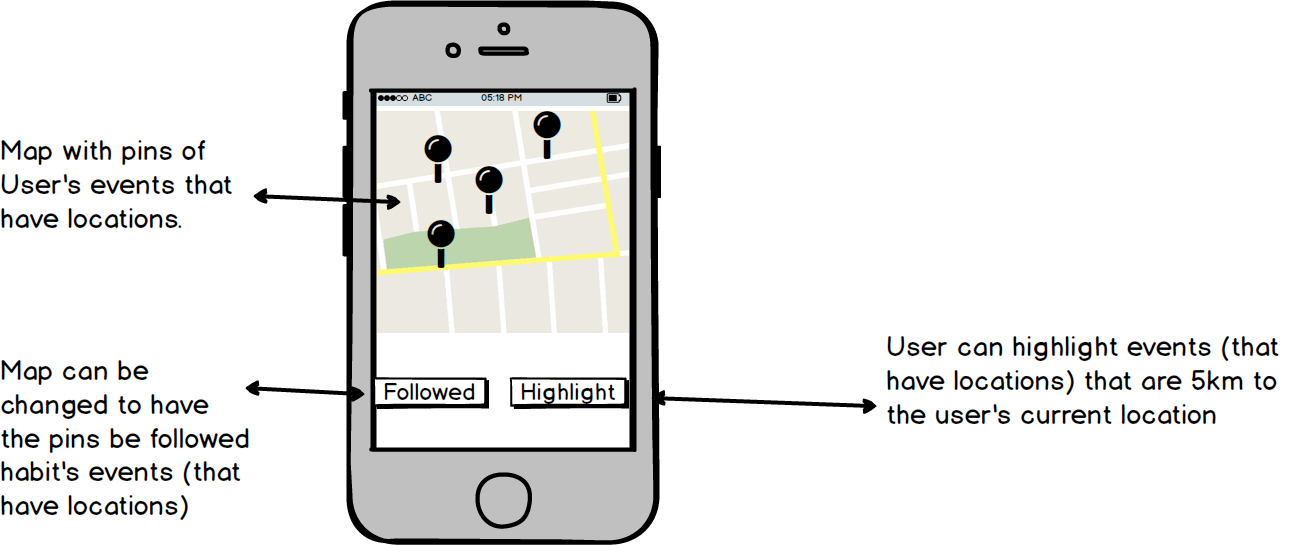 ABC 05:18 PM
Map with pins of
User's events that
have locations.
Map can be
changed to have
the pins be followed
habit's events (that
have locations)
Followed Highlight
User can highlight events (that
have locations) that are 5km to
the user's current location